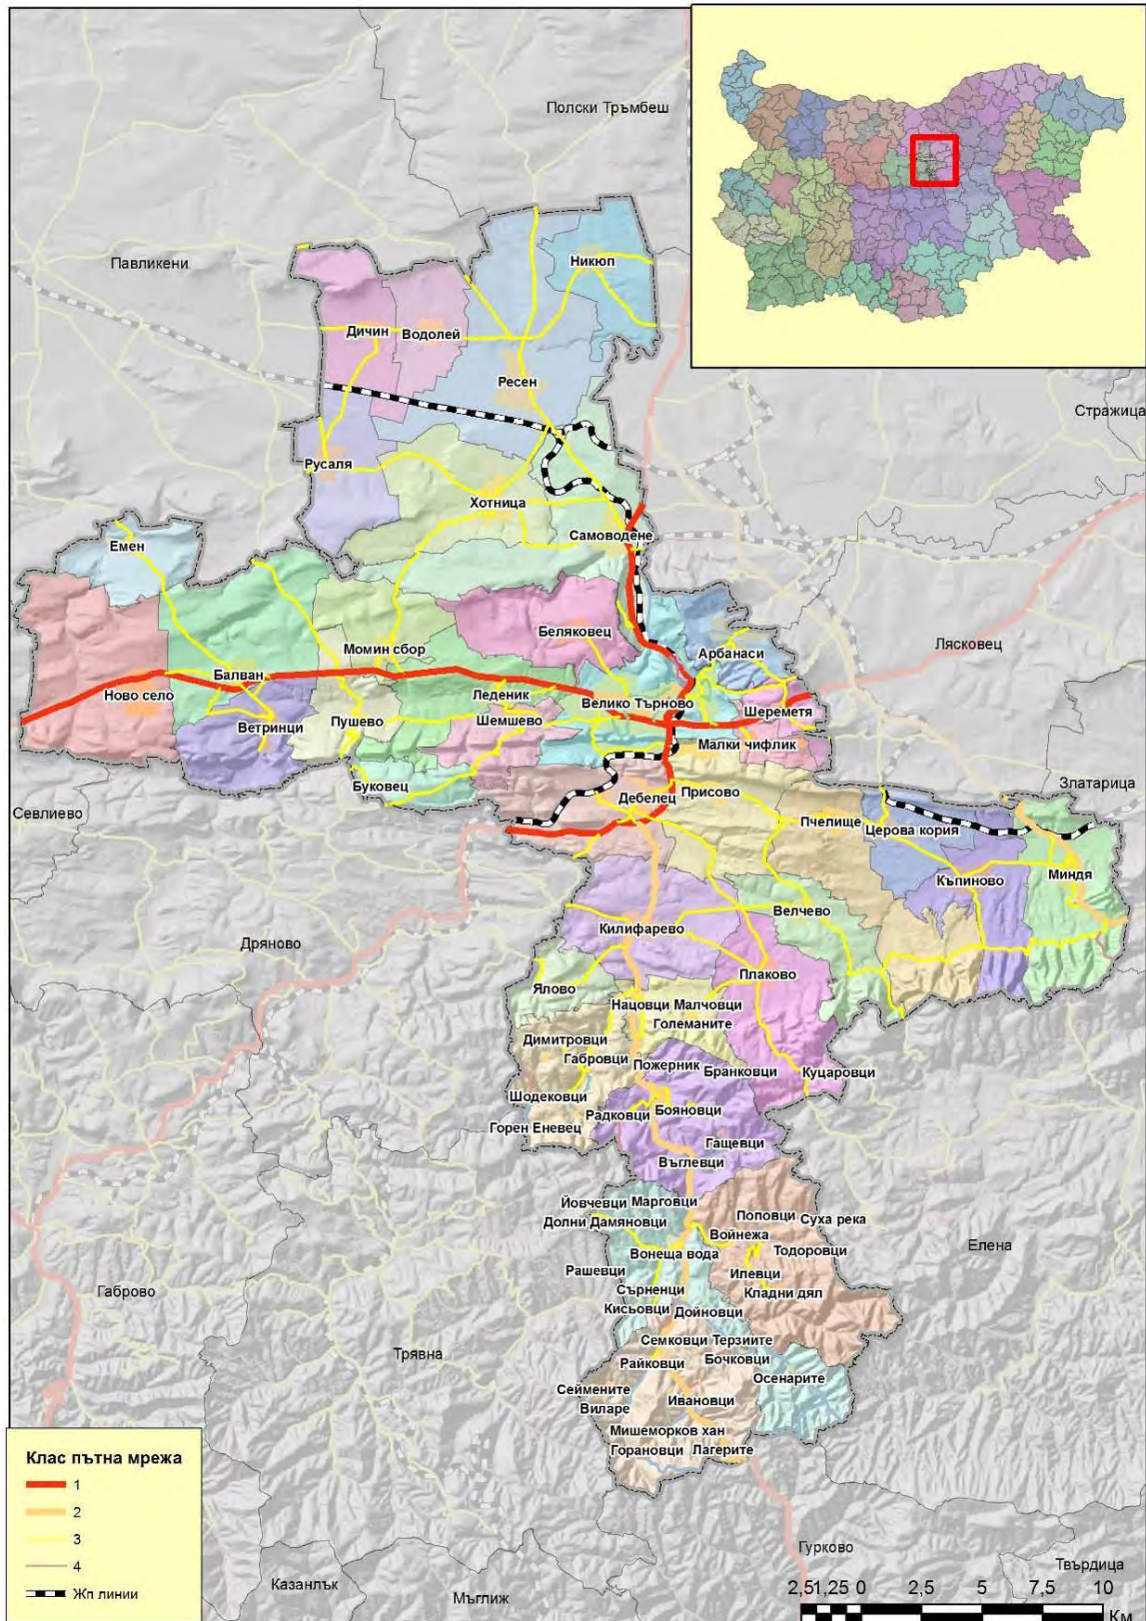 Полски Тръмбеш
Павликени
Никюп
Дичин
Водолей
Ресен
Стражица
Русаля
Хотница
Самоводене
Емен
Беляковец
Арбанаси
Лясковец
Момин сбор
Балван
Ново село
Леденик
Велико Търново
Шереметя
Ветринци
Пушево
Шемшево
Малки чифлик
Буковец
Златарица
Севлиево
Дебелец
Присово
Пчелище
Церова кория
Къпиново
Миндя
Велчево
Килифарево
Дряново
Плаково
Ялово
Нацовци
Малчовци
Големаните
Димитровци
Габровци
Пожерник
Бранковци
Куцаровци
Шодековци
Радковци
Бояновци
Горен Еневец
Гащевци
Въглевци
Йовчевци
Марговци
Долни Дамяновци
Поповци
Суха река
Войнежа
Тодоровци
Елена
Вонеща вода
Рашевци
Илевци
Сърненци
Кладни дял
Габрово
Кисьовци
Дойновци
Семковци
Терзиите
Трявна
Райковци
Бочковци
Осенарите
Сеймените
Ивановци
Виларе
Мишеморков хан
Горановци
Лагерите
Клас пътна мрежа
1
2
3
4
Жп линии
Гурково
Твърдица
Казанлък
Мъглиж
2,5 1,25 0 2,5 5 7,5 10
Км